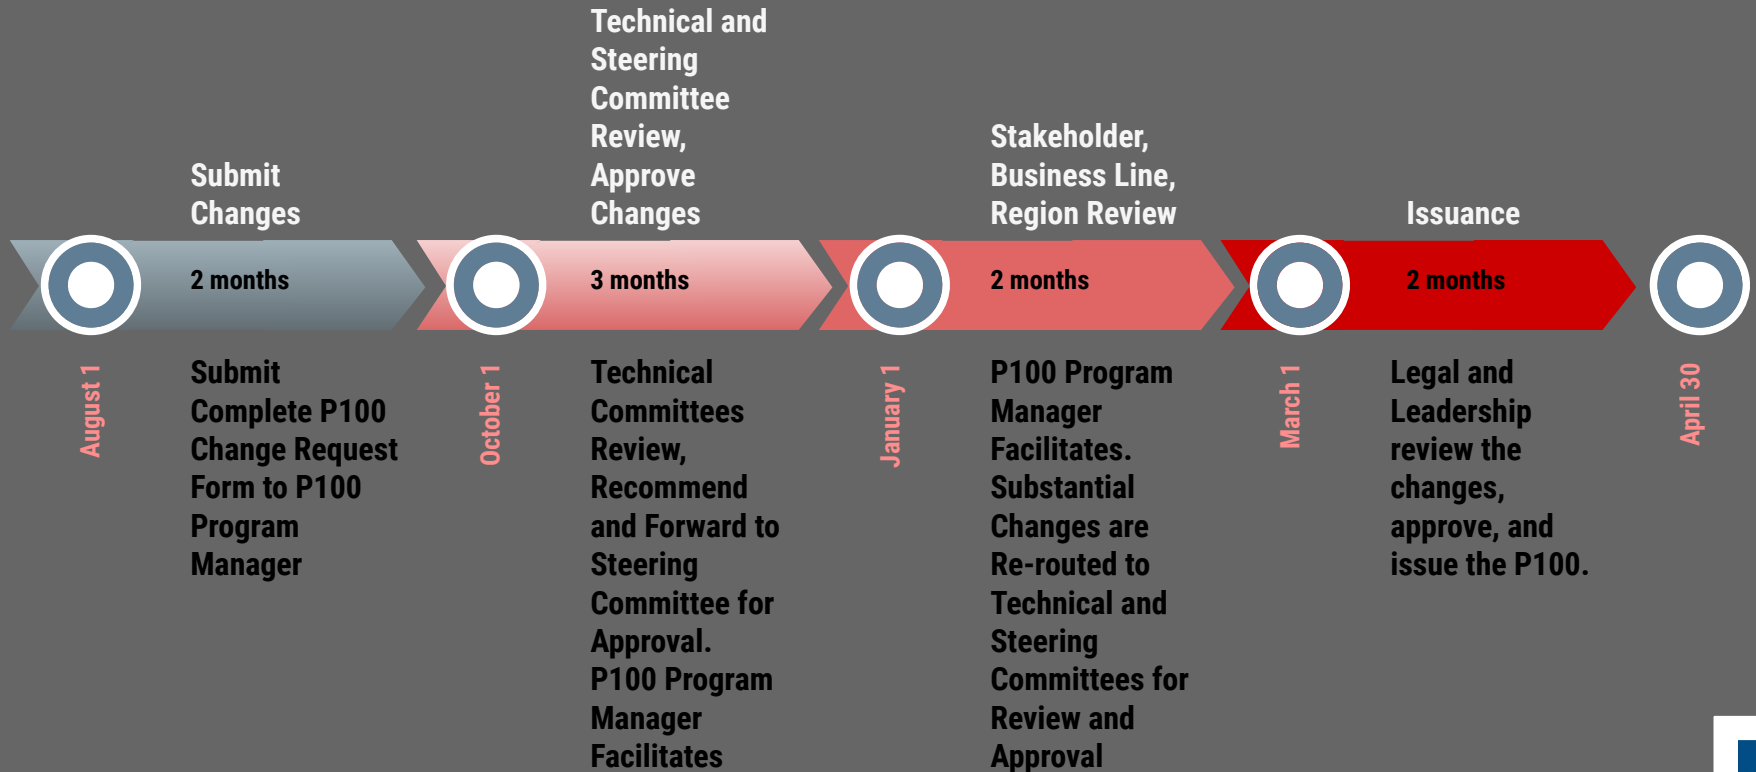 Technical and
Steering
Committee
Review,
Approve
Changes
Submit
Changes
Stakeholder,
Business Line,
Region Review
Issuance
2 months
3 months
2 months
2 months
August 1
Submit
Complete P100
Change Request
Form to P100
Program
Manager
October 1
Technical
Committees
Review,
Recommend
and Forward to
Steering
Committee for
Approval.
P100 Program
Manager
Facilitates
January 1
P100 Program
Manager
Facilitates.
Substantial
Changes are
Re-routed to
Technical and
Steering
Committees for
Review and
Approval
March 1
Legal and
Leadership
review the
changes,
approve, and
issue the P100.
April 30